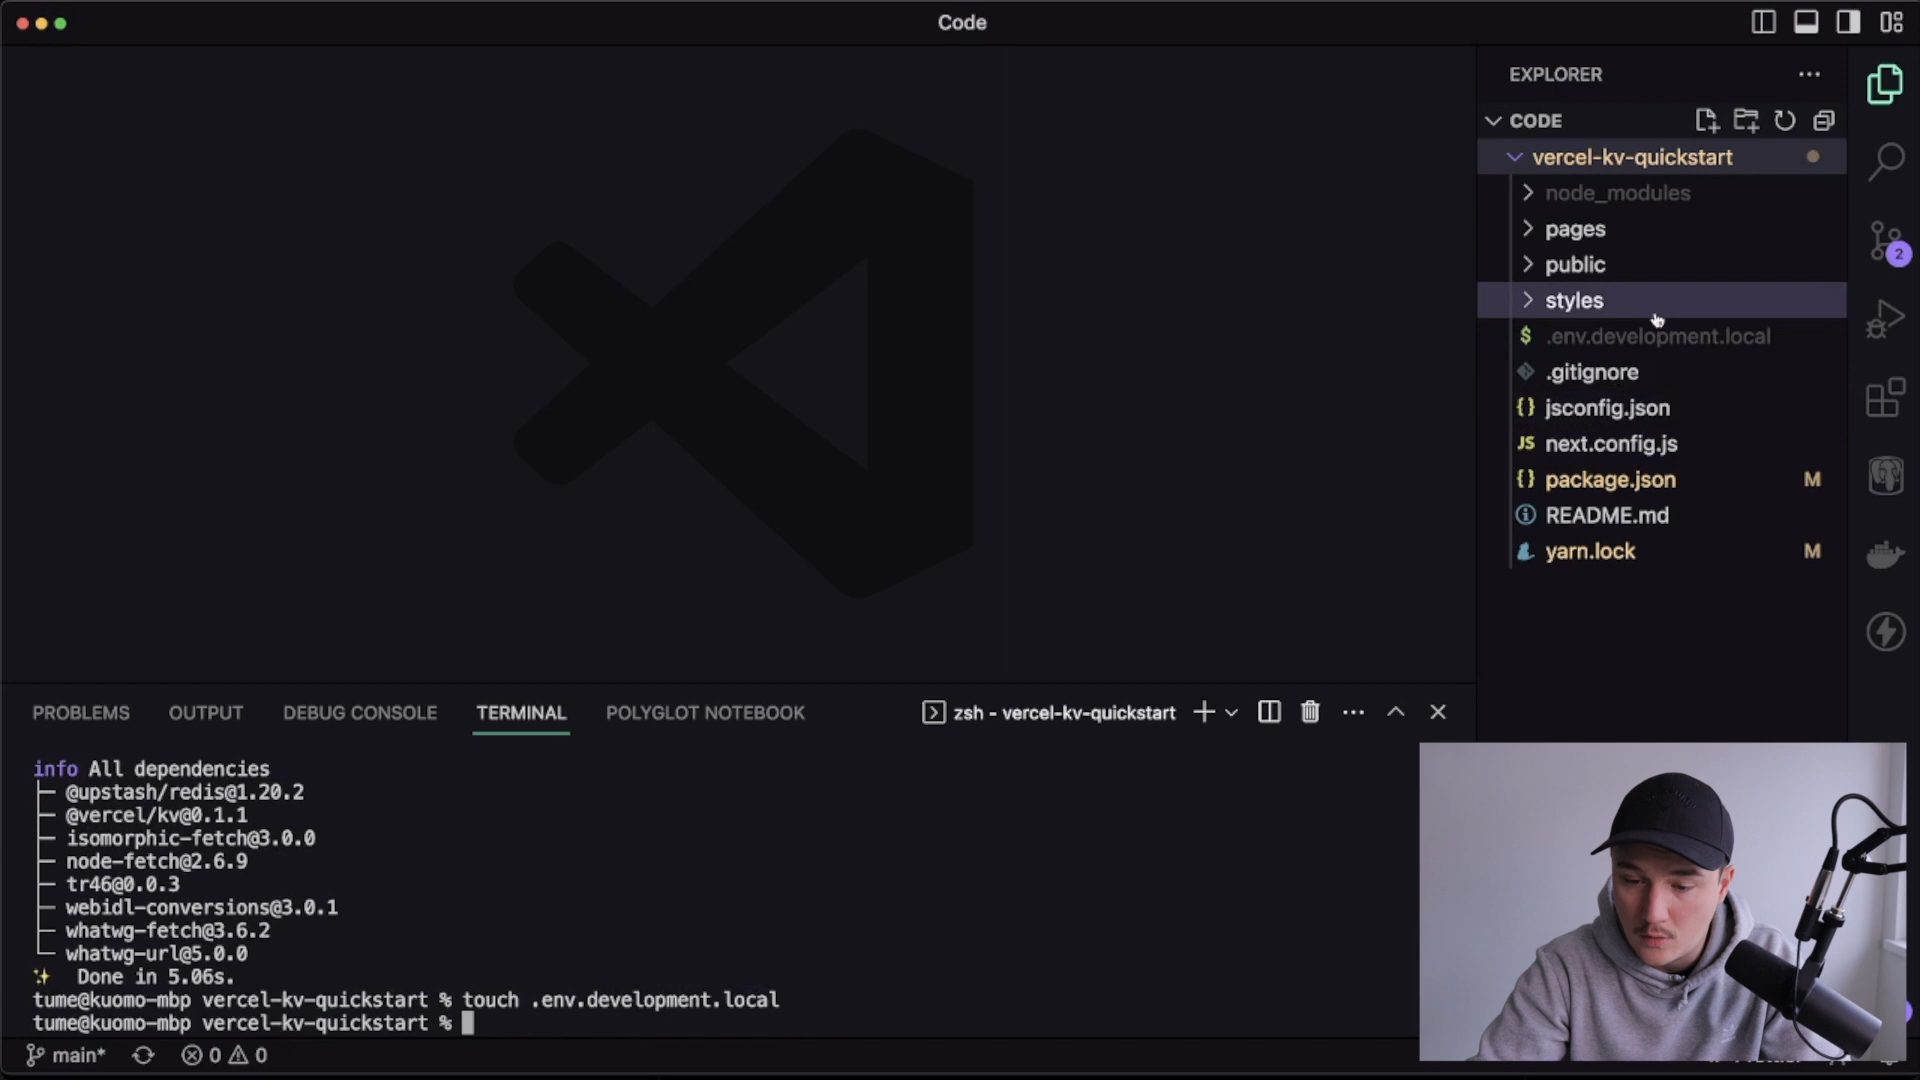 Code
EXPLORER
CODE
vercel-kv-quickstart
node_modules
pages
public
styles
$ .env.development.local
.gitignore
{} jsconfig.json
JS next.config.js
{} package.json M
README.md
yarn.lock M
2
PROBLEMS OUTPUT DEBUG CONSOLE TERMINAL POLYGLOT NOTEBOOK zsh - vercel-kv-quickstart
info All dependencies
├─ @upstash/redis@1.20.2
├─ @vercel/kv@0.1.1
├─ isomorphic-fetch@3.0.0
├─ node-fetch@2.6.9
├─ tr46@0.0.3
├─ webidl-conversions@3.0.1
├─ whatwg-fetch@3.6.2
└─ whatwg-url@5.0.0
✨ Done in 5.06s.
tume@kuomo-mbp vercel-kv-quickstart % touch .env.development.local
tume@kuomo-mbp vercel-kv-quickstart %
main* 0 0